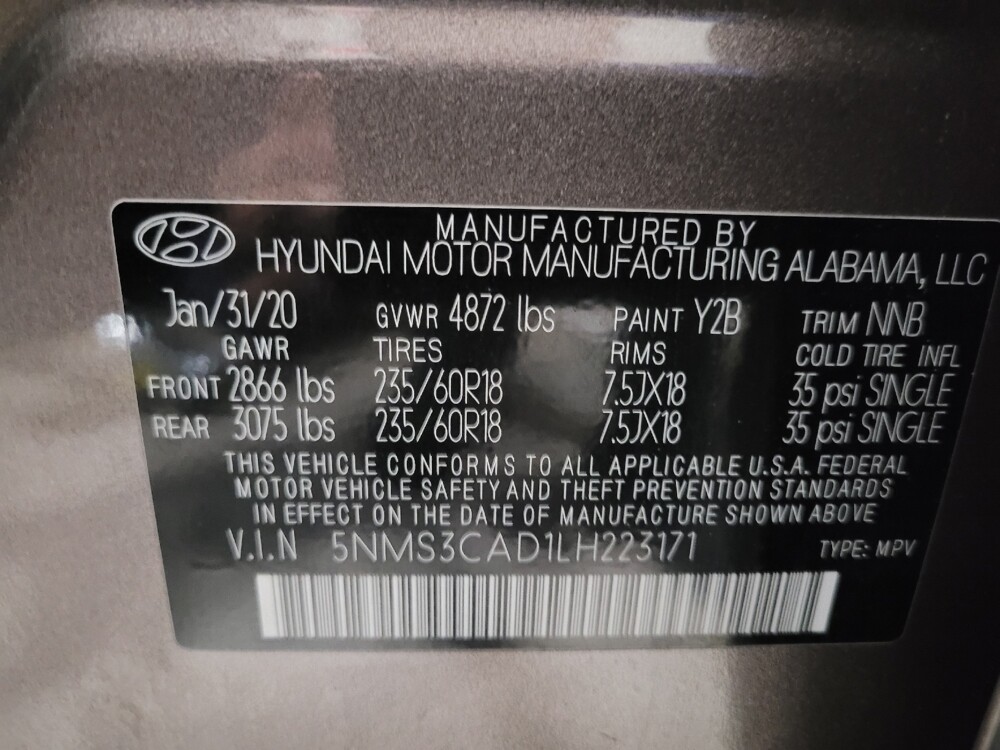 MANUFACTURED BY
HYUNDAI MOTOR MANUFACTURING ALABAMA, LLC
Jan/31/20 GVWR 4872 lbs PAINT Y2B TRIM NNB
GAWR TIRES RIMS COLD TIRE INFL
FRONT 2866 lbs 235/60R18 7.5JX18 35 psi SINGLE
REAR 3075 lbs 235/60R18 7.5JX18 35 psi SINGLE
THIS VEHICLE CONFORMS TO ALL APPLICABLE U.S.A. FEDERAL
MOTOR VEHICLE SAFETY AND THEFT PREVENTION STANDARDS
IN EFFECT ON THE DATE OF MANUFACTURE SHOWN ABOVE
V.I.N 5NMS3CAD1LH223171 TYPE: MPV